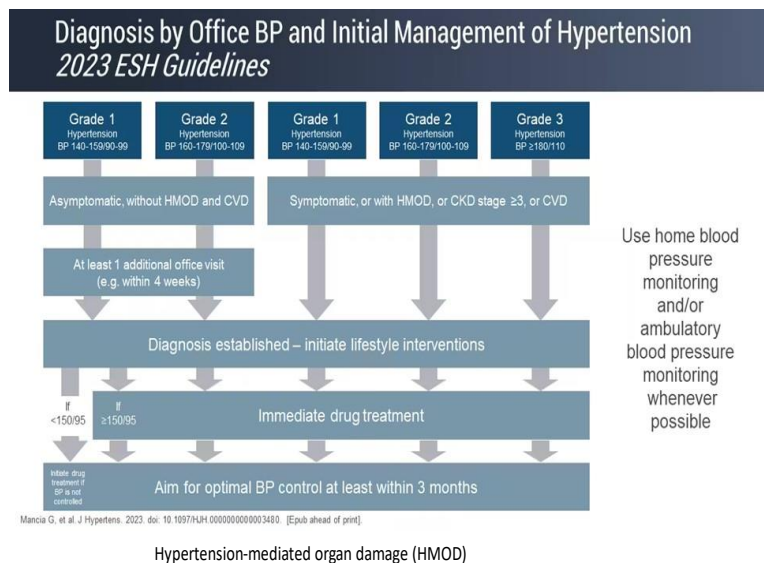 Diagnosis by Office BP and Initial Management of Hypertension
2023 ESH Guidelines
Grade 1
Hypertension
BP 140-159/90-99
Grade 2
Hypertension
BP 160-179/100-109
Grade 1
Hypertension
BP 140-159/90-99
Grade 2
Hypertension
BP 160-179/100-109
Grade 3
Hypertension
BP ≥180/110
Asymptomatic, without HMOD and CVD
Symptomatic, or with HMOD, or CKD stage ≥3, or CVD
At least 1 additional office visit
(e.g. within 4 weeks)
Diagnosis established – initiate lifestyle interventions
If
<150/95
If
≥150/95
Immediate drug treatment
Initiate drug
treatment if
BP is not
controlled
Aim for optimal BP control at least within 3 months
Use home blood
pressure
monitoring
and/or
ambulatory
blood pressure
monitoring
whenever
possible
Mancia G, et al. J Hypertens. 2023. doi: 10.1097/HJH.0000000000003480. [Epub ahead of print].
Hypertension-mediated organ damage (HMOD)